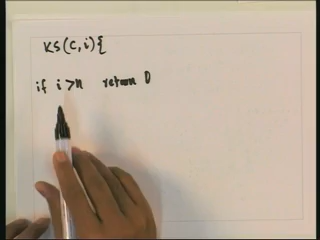 KS(C,i){
if i>n return 0